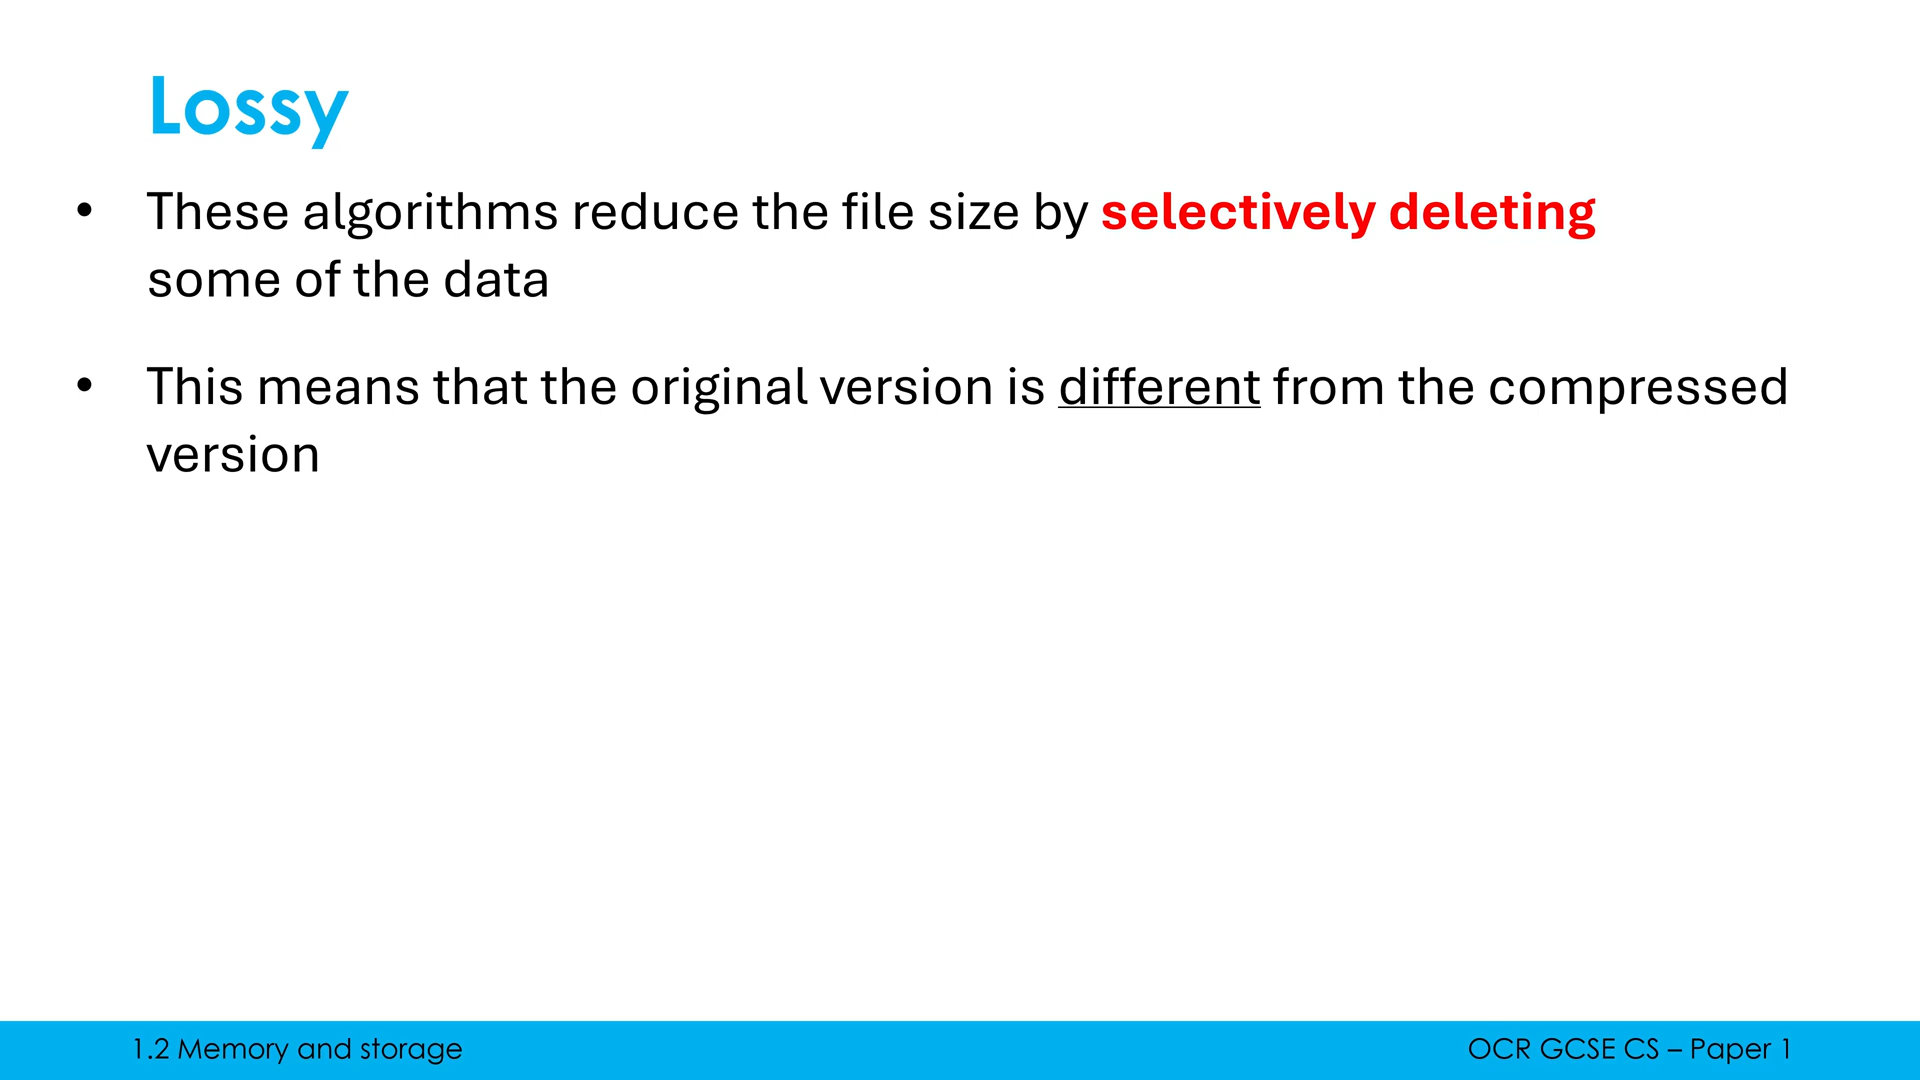 Lossy
• These algorithms reduce the file size by selectively deleting
some of the data
• This means that the original version is different from the compressed
version
1.2 Memory and storage
OCR GCSE CS – Paper 1